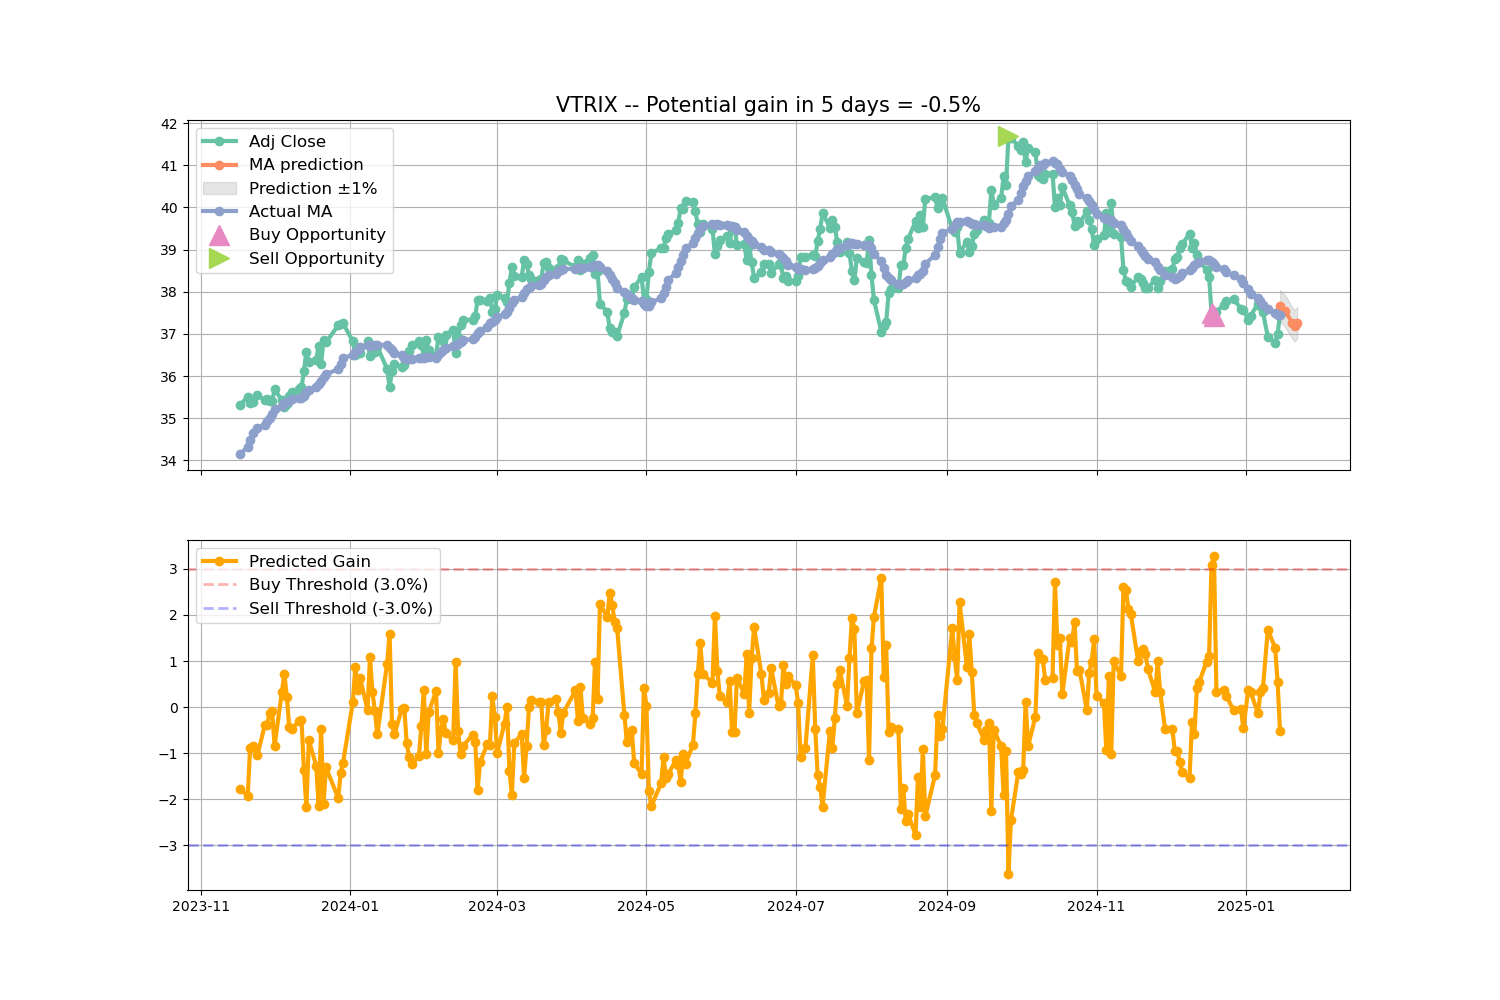 VTRIX -- Potential gain in 5 days = -0.5%
42
41
40
39
38
37
36
35
34
Adj Close
MA prediction
Prediction ±1%
Actual MA
Buy Opportunity
Sell Opportunity
3
2
1
0
−1
−2
−3
Predicted Gain
Buy Threshold (3.0%)
Sell Threshold (-3.0%)
2023-11
2024-01
2024-03
2024-05
2024-07
2024-09
2024-11
2025-01